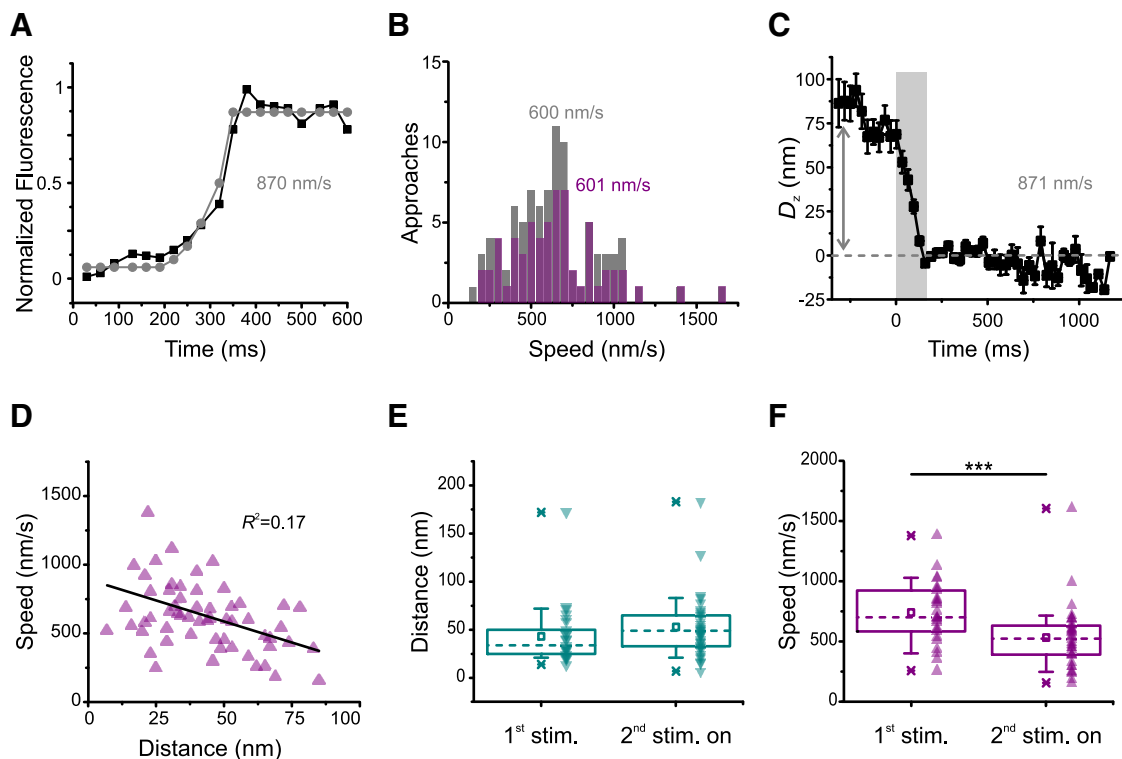 A
Normalized Fluorescence
1
0.5
0
870 nm/s
0 100 200 300 400 500 600
Time (ms)
B
Approaches
15
10
5
0
600 nm/s
601 nm/s
0 500 1000 1500
Speed (nm/s)
C
Dz (nm)
100
75
50
25
0
-25
871 nm/s
0 500 1000
Time (ms)
D
Speed (nm/s)
1500
1000
500
0
R²=0.17
0 25 50 75 100
Distance (nm)
E
Distance (nm)
200
150
100
50
0
1st stim. 2nd stim. on
F
Speed (nm/s)
2000
1500
1000
500
0
***
1st stim. 2nd stim. on